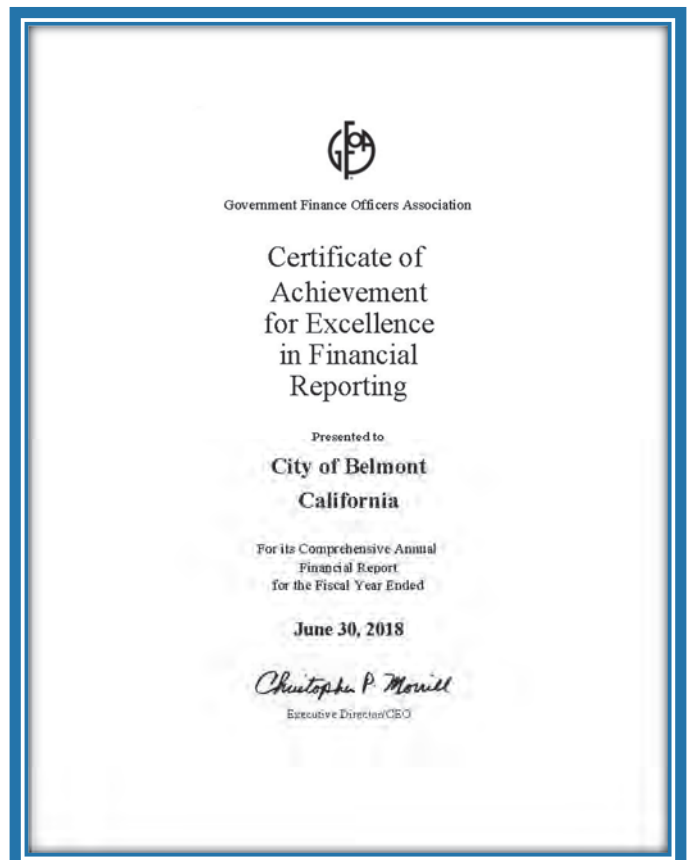 GFOA
Government Finance Officers Association
Certificate of
Achievement
for Excellence
in Financial
Reporting
Presented to
City of Belmont
California
For its Comprehensive Annual
Financial Report
for the Fiscal Year Ended
June 30, 2018
Christopher P. Morrill
Executive Director/CEO